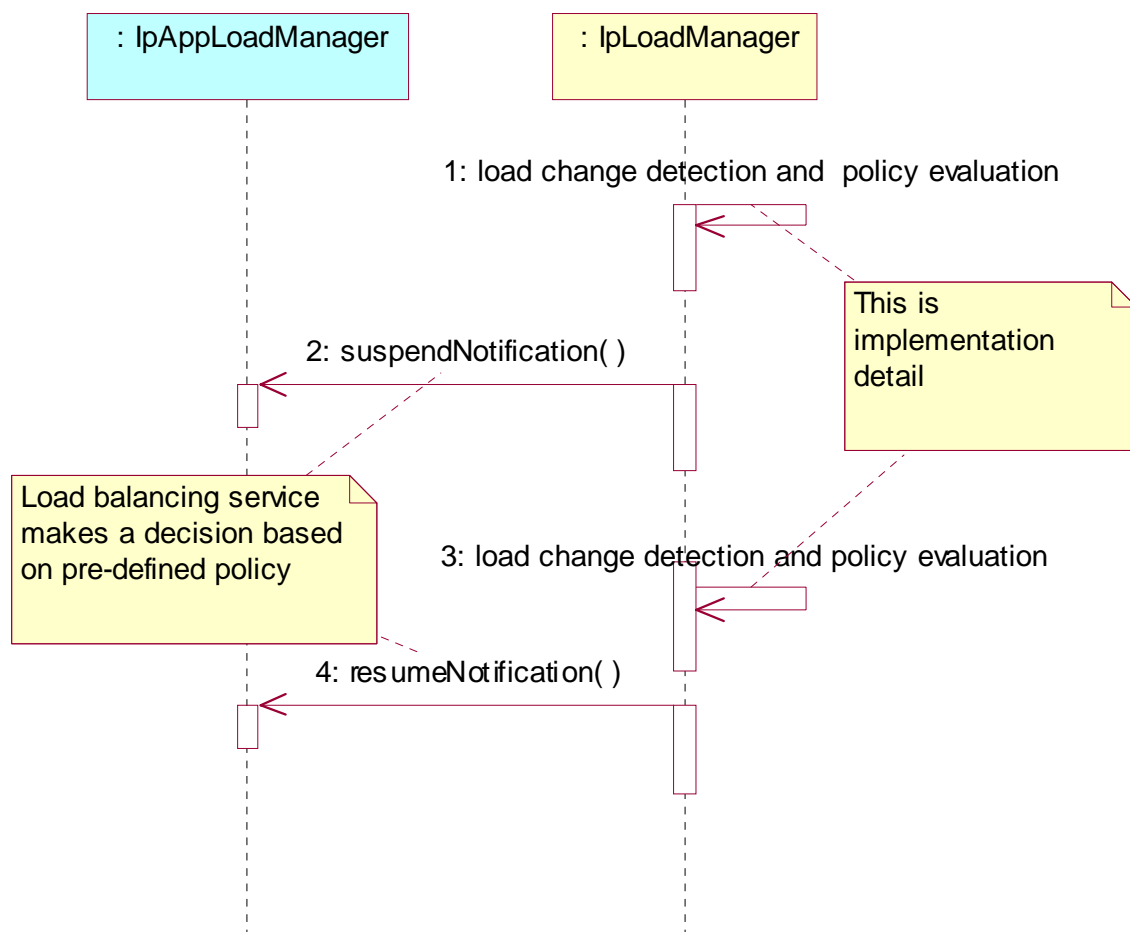 : IpAppLoadManager
: IpLoadManager
1: load change detection and  policy evaluation
This is
implementation
detail
2: suspendNotification( )
Load balancing service
makes a decision based
on pre-defined policy
3: load change detection and policy evaluation
4: resumeNotification( )